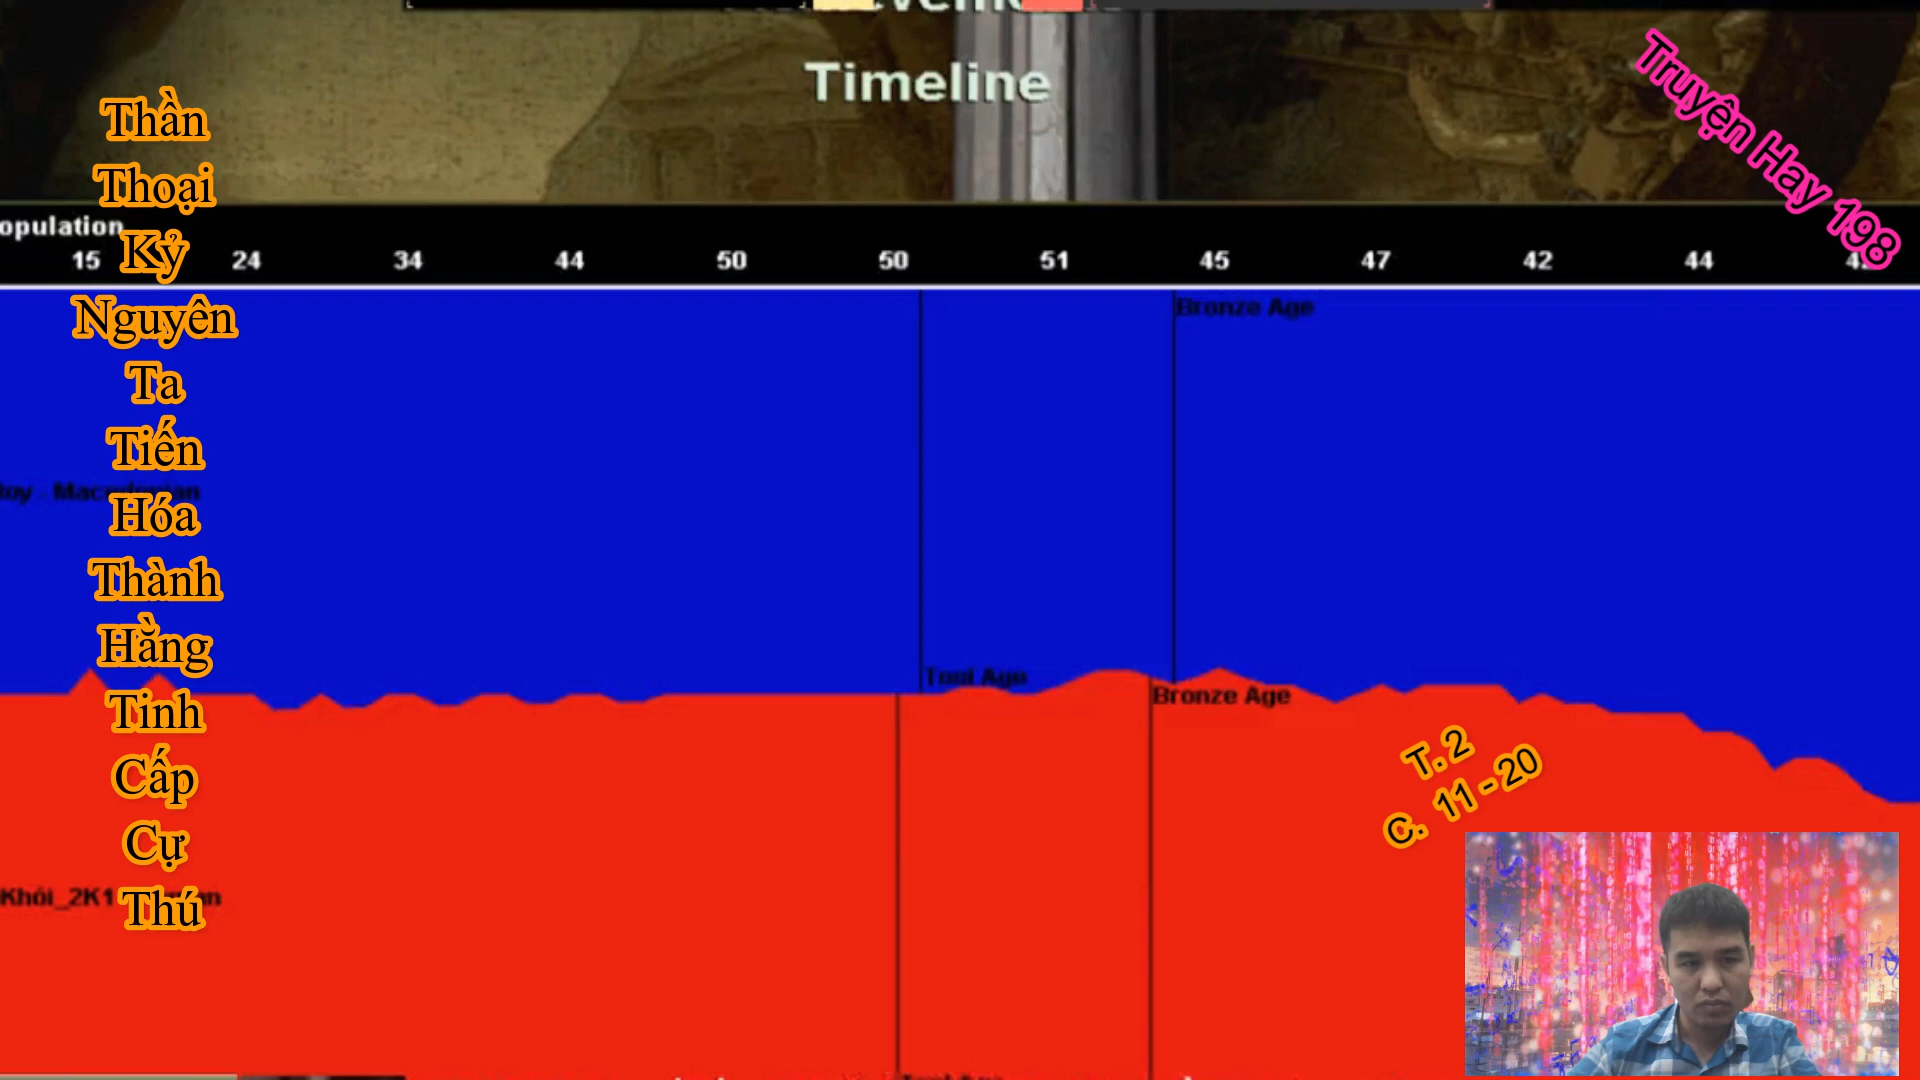 Timeline
Truyện Hay 198
Thần
Thoại
Kỷ
Nguyên
Ta
Tiến
Hóa
Thành
Hằng
Tinh
Cấp
Cự
Thú
opulation
15 24 34 44 50 50 51 45 47 42 44
Bronze Age
Tool Age
Bronze Age
T. 2
C. 11 - 20
Khôi_2K1